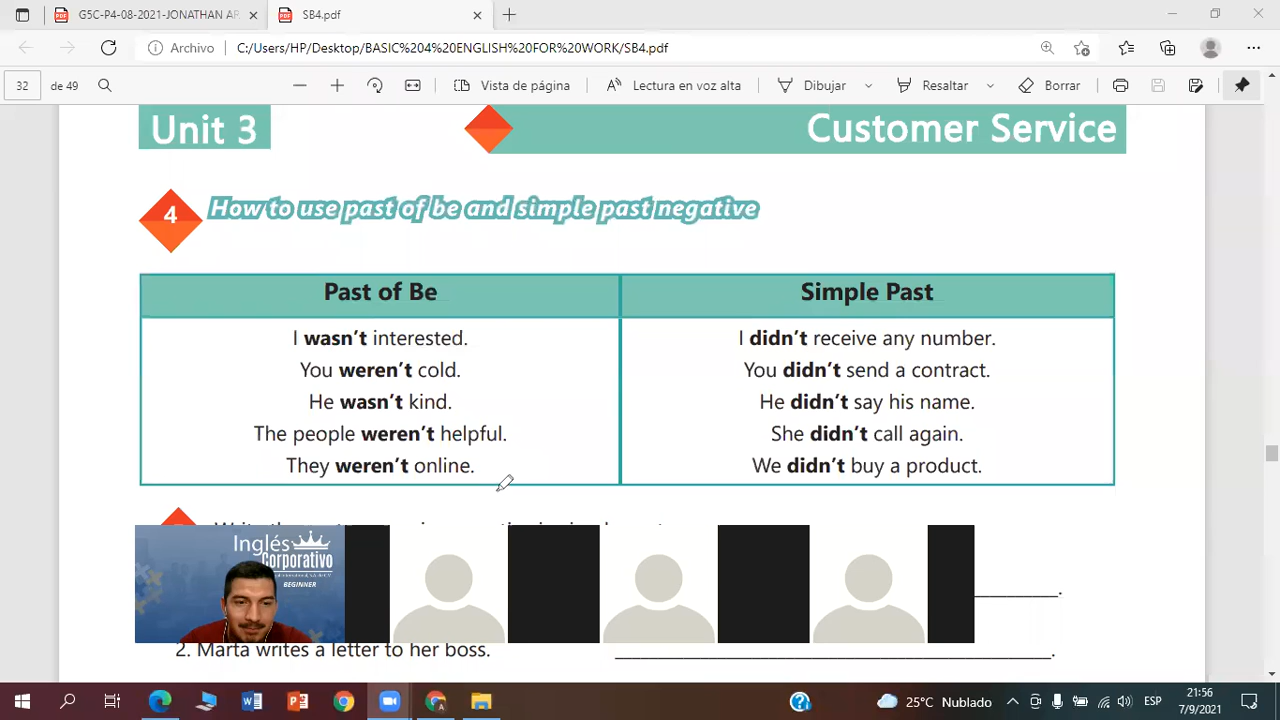 G5C-P4-08-2021-JONATHAN AR
SB4.pdf
Archivo
C:/Users/HP/Desktop/BASIC%204%20ENGLISH%20FOR%20WORK/SB4.pdf
32
de 49
Vista de página
Lectura en voz alta
Dibujar
Resaltar
Borrar
Unit 3
Customer Service
4
How to use past of be and simple past negative
Past of Be
Simple Past
I wasn't interested.
I didn't receive any number.
You weren't cold.
You didn't send a contract.
He wasn't kind.
He didn't say his name.
The people weren't helpful.
She didn't call again.
They weren't online.
We didn't buy a product.
Inglés
Corporativo
BEGINNER
2. Marta writes a letter to her boss.
25°C Nublado
ESP
21:56
7/9/2021